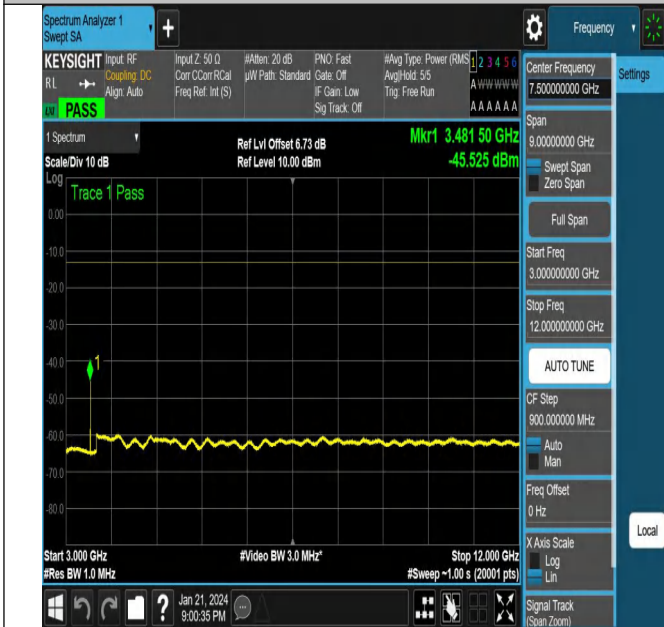 Spectrum Analyzer 1
Swept SA
Frequency
KEYSIGHT
RL
Input: RF
Coupling: DC
Align: Auto
Input Z: 50 Ω
Corr CCorr RCal
Freq Ref: Int (S)
#Atten: 20 dB
µW Path: Standard
PNO: Fast
Gate: Off
IF Gain: Low
Sig Track: Off
#Avg Type: Power (RMS
Avg|Hold: 5/5
Trig: Free Run
1 2 3 4 5 6
A W W W W W
A A A A A A
LXI PASS
1 Spectrum
Scale/Div 10 dB
Ref Lvl Offset 6.73 dB
Ref Level 10.00 dBm
Mkr1 3.481 50 GHz
-45.525 dBm
Log
Trace 1 Pass
0.00
-10.0
-20.0
-30.0
-40.0
1
-50.0
-60.0
-70.0
-80.0
Start 3.000 GHz
#Res BW 1.0 MHz
#Video BW 3.0 MHz*
Stop 12.000 GHz
#Sweep ~1.00 s (20001 pts)
Jan 21, 2024
9:00:35 PM
Center Frequency
7.500000000 GHz
Settings
Span
9.00000000 GHz
Swept Span
Zero Span
Full Span
Start Freq
3.000000000 GHz
Stop Freq
12.000000000 GHz
AUTO TUNE
CF Step
900.000000 MHz
Auto
Man
Freq Offset
0 Hz
X Axis Scale
Log
Lin
Local
Signal Track
(Span Zoom)